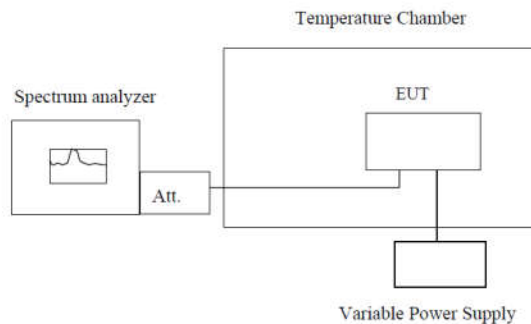 Temperature Chamber
Spectrum analyzer
EUT
Att.
Variable Power Supply